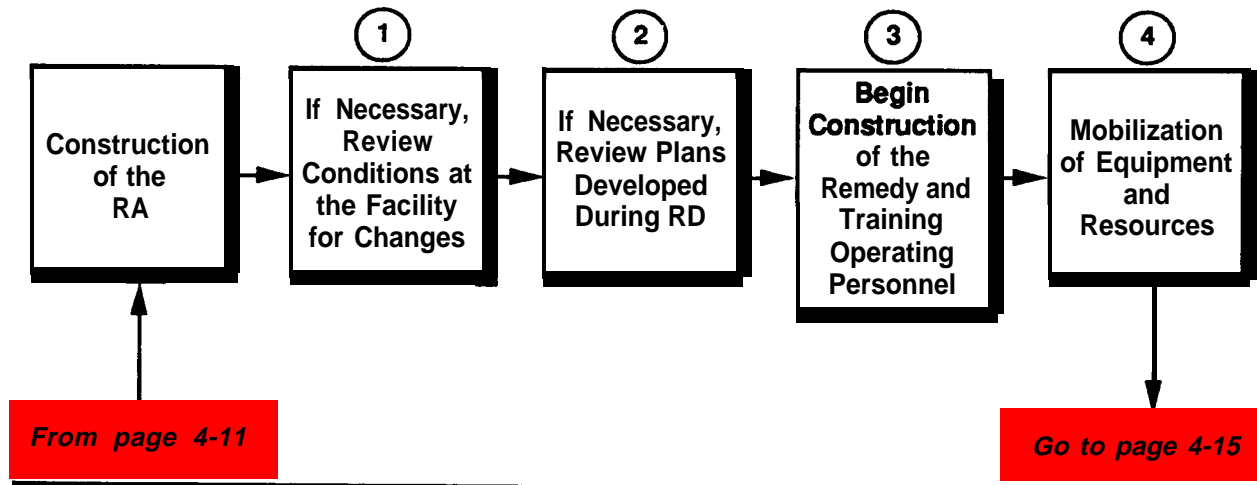 1
2
3
4
Construction
of the
RA
If Necessary,
Review
Conditions at
the Facility
for Changes
If Necessary,
Review Plans
Developed
During RD
Begin
Construction
of the
Remedy and
Training
Operating
Personnel
Mobilization
of Equipment
and
Resources
From page 4-11
Go to page 4-15